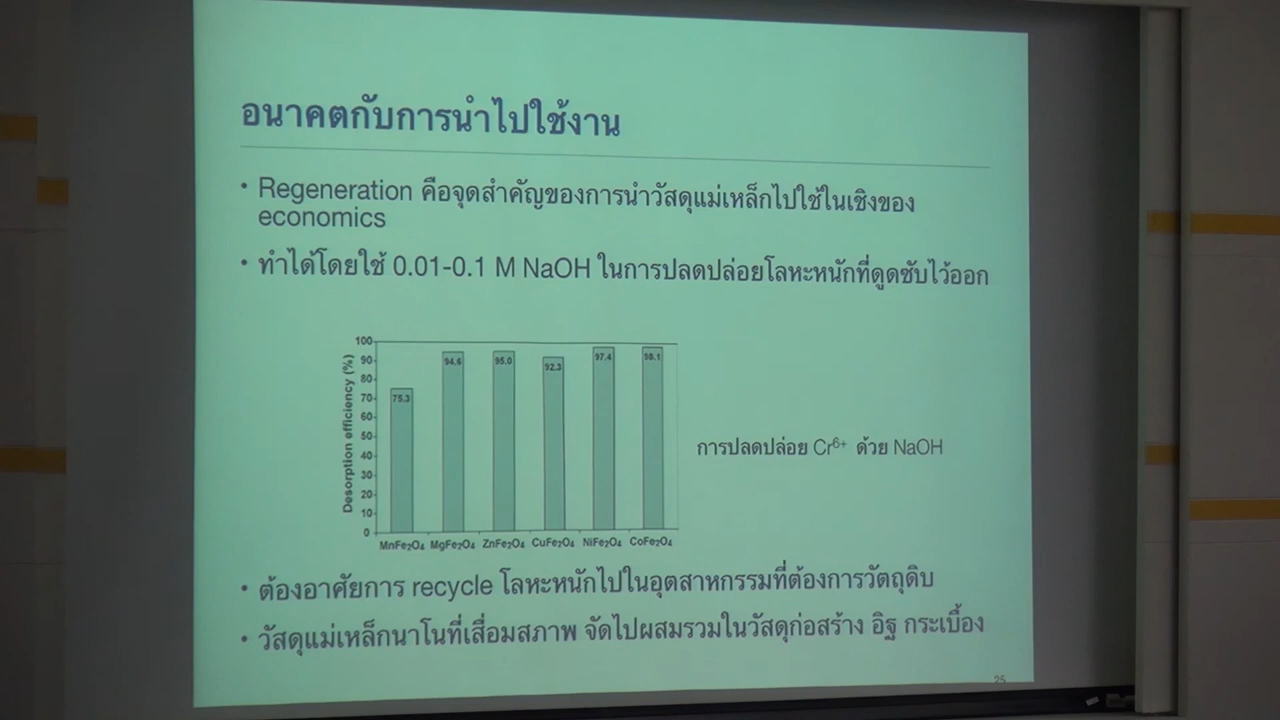 อนาคตกับการนำไปใช้งาน
• Regeneration คือจุดสำคัญของการนำวัสดุแม่เหล็กไปใช้ในเชิงของ
economics
• ทำได้โดยใช้ 0.01-0.1 M NaOH ในการปลดปล่อยโลหะหนักที่ดูดซับไว้ออก
Desorption efficiency (%)
100
90
80
70
60
50
40
30
20
10
0
75.3 94.6 95.0 92.3 97.4 98.1
MnFe₂O₄ MgFe₂O₄ ZnFe₂O₄ CuFe₂O₄ NiFe₂O₄ CoFe₂O₄
การปลดปล่อย Cr⁶⁺ ด้วย NaOH
• ต้องอาศัยการ recycle โลหะหนักไปในอุตสาหกรรมที่ต้องการวัตถุดิบ
• วัสดุแม่เหล็กนาโนที่เสื่อมสภาพ จัดไปผสมรวมในวัสดุก่อสร้าง อิฐ กระเบื้อง
25